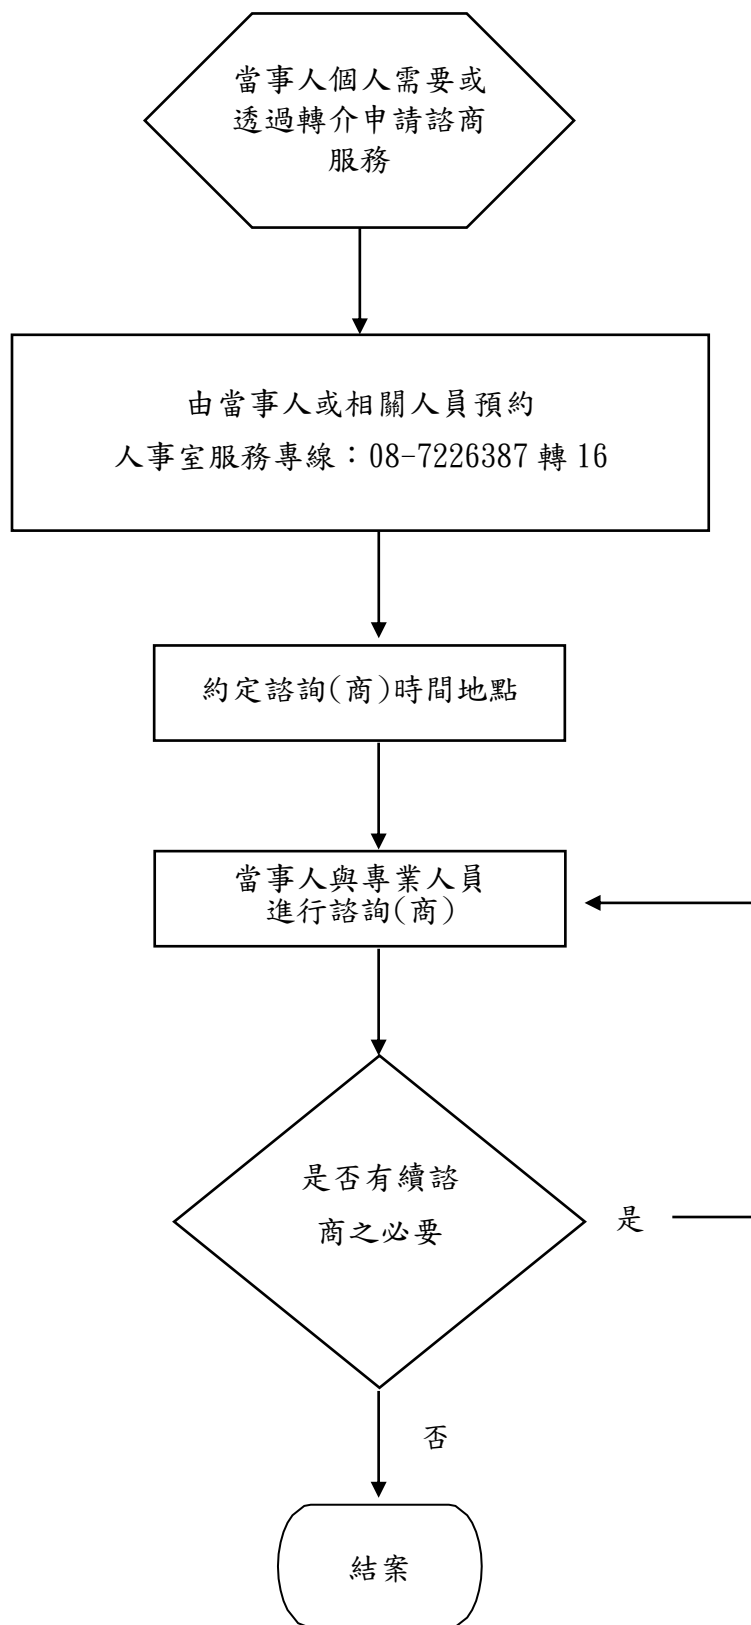 當事人個人需要或
透過轉介申請諮商
服務
由當事人或相關人員預約
人事室服務專線：08-7226387 轉 16
約定諮詢(商)時間地點
當事人與專業人員
進行諮詢(商)
是否有續諮
商之必要
是
否
結案